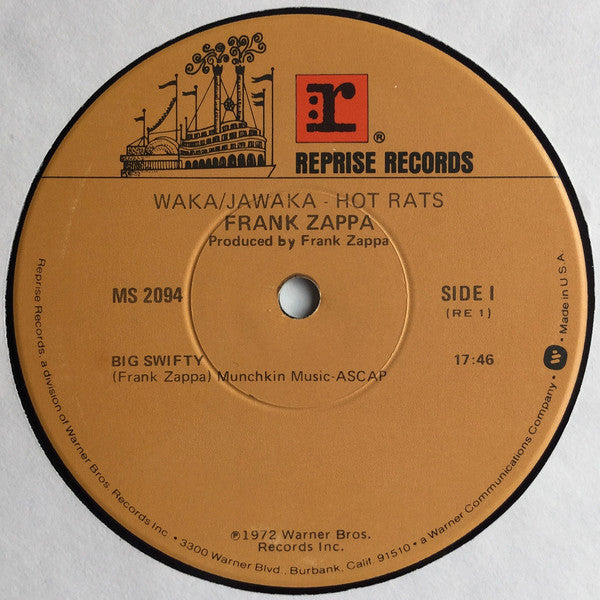 r
®
REPRISE RECORDS
WAKA/JAWAKA - HOT RATS
FRANK ZAPPA
Produced by Frank Zappa
MS 2094
SIDE I
(RE 1)
BIG SWIFTY
17:46
(Frank Zappa) Munchkin Music-ASCAP
℗1972 Warner Bros.
Records Inc.
Reprise Records, a division of Warner Bros. Records Inc. • 3300 Warner Blvd., Burbank, Calif. 91510 • a Warner Communications Company. • W • Made in U.S.A.